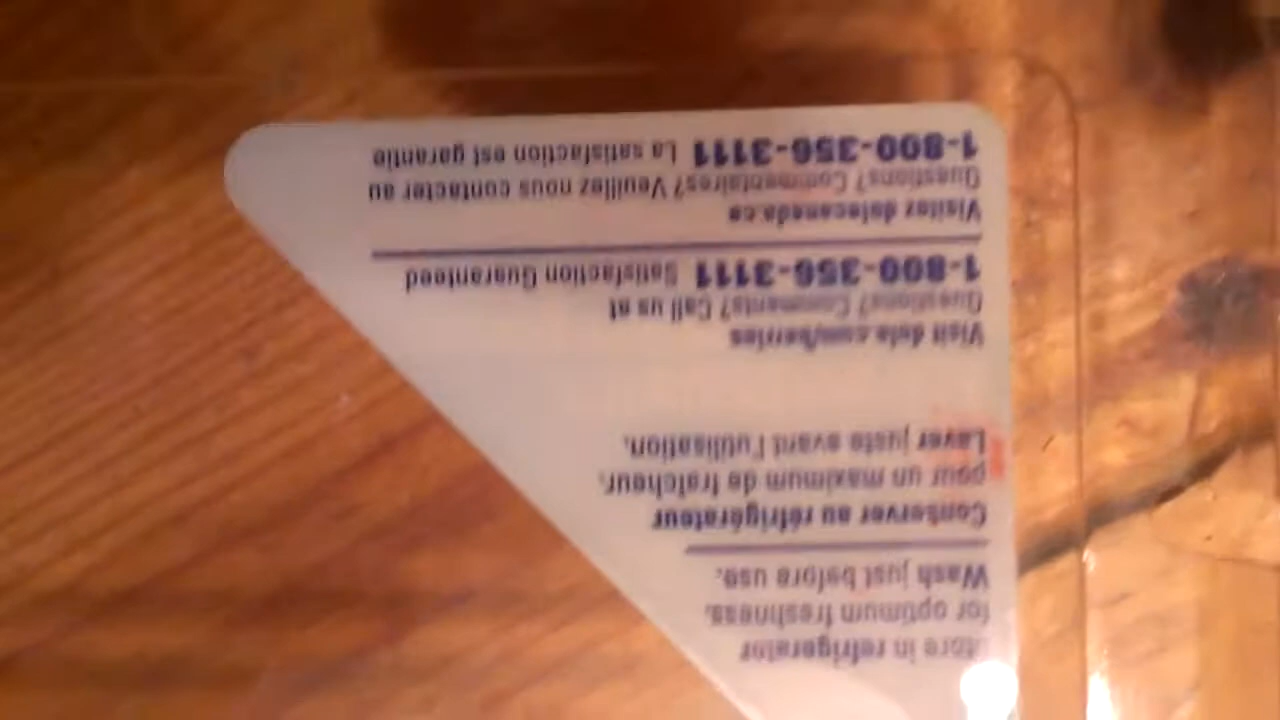 Store in refrigerator
for optimum freshness.
Wash just before use.
Conserver au réfrigérateur
pour un maximum de fraîcheur.
Laver juste avant l'utilisation.
Visit dole.com/berries
Questions? Comments? Call us at
1-800-356-3111 Satisfaction Guaranteed
Visitez dolecanada.ca
Questions? Commentaires? Veuillez nous contacter au
1-800-356-3111 La satisfaction est garantie